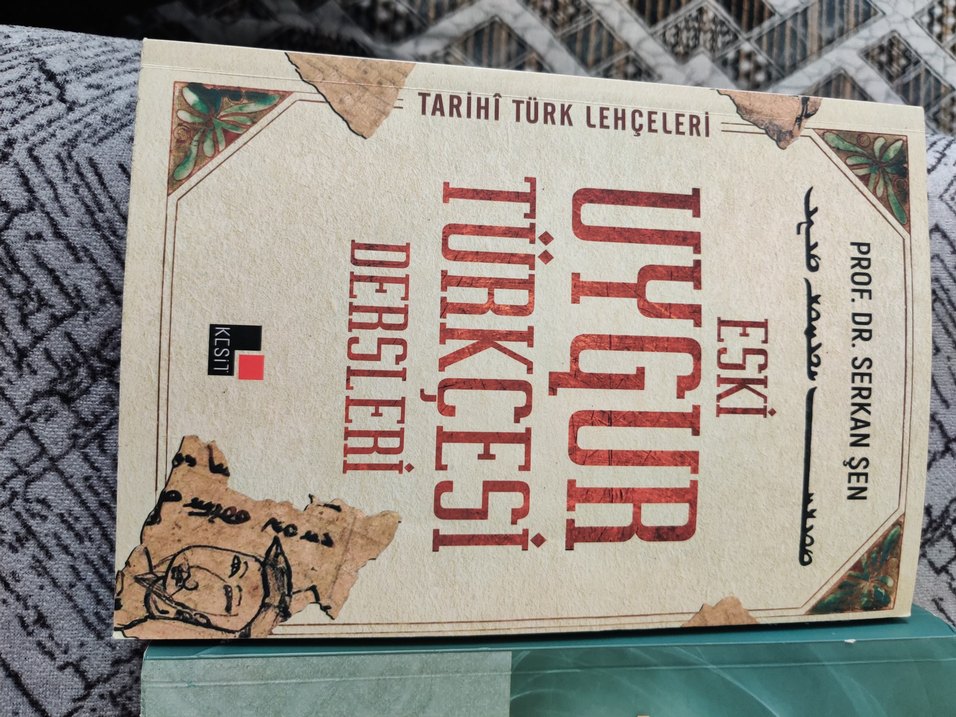 PROF. DR. SERKAN ŞEN
ESKİ
UYGUR
TÜRKÇESİ
DERSLERİ
TARİHÎ TÜRK LEHÇELERİ
KESİT